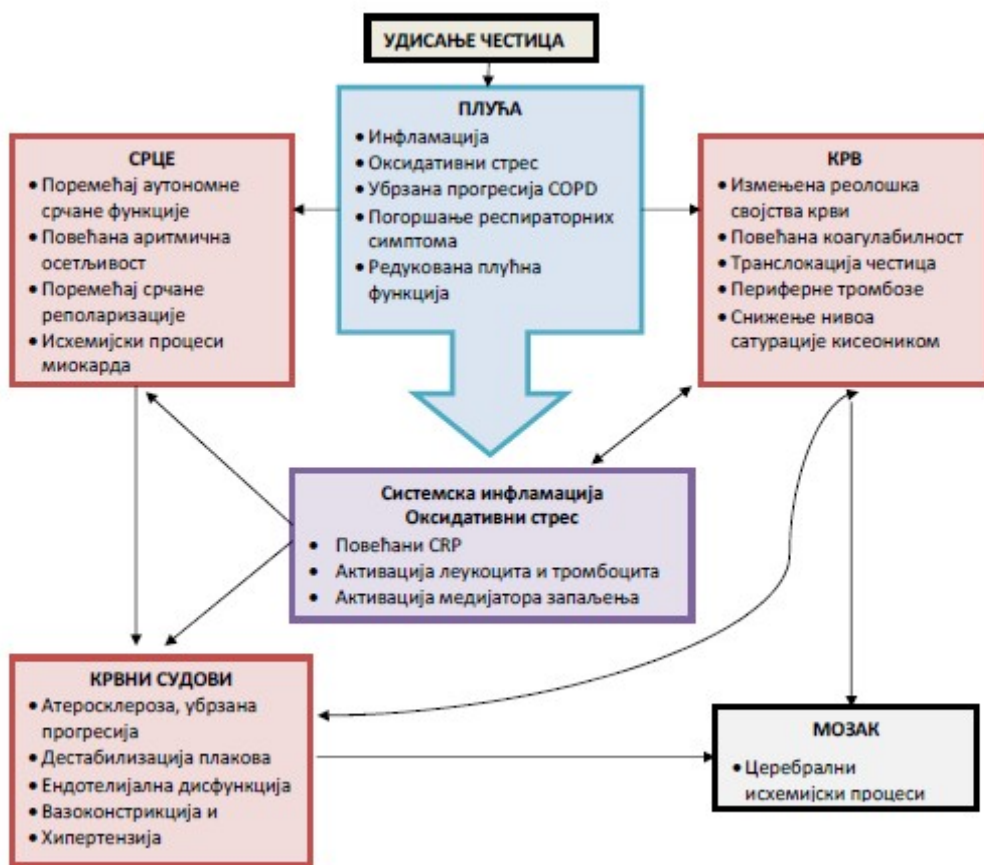 УДИСАЊЕ ЧЕСТИЦА
ПЛУЋА
• Инфламација
• Оксидативни стрес
• Убрзана прогресија COPD
• Погоршање респираторних
симптома
• Редукована плућна
функција
СРЦЕ
• Поремећај аутономне
срчане функције
• Повећана аритмична
осетљивост
• Поремећај срчане
реполаризације
• Исхемијски процеси
миокарда
КРВ
• Измењена реолошка
својства крви
• Повећана коагулабилност
• Транслокација честица
• Периферне тромбозе
• Снижење нивоа
сатурације кисеоником
Системска инфламација
Оксидативни стрес
• Повећани CRP
• Активација леукоцита и тромбоцита
• Активација медијатора запаљења
КРВНИ СУДОВИ
• Атеросклероза, убрзана
прогресија
• Дестабилизација плакова
• Ендотелијална дисфункција
• Вазоконстрикција и
• Хипертензија
МОЗАК
• Церебрални
исхемијски процеси